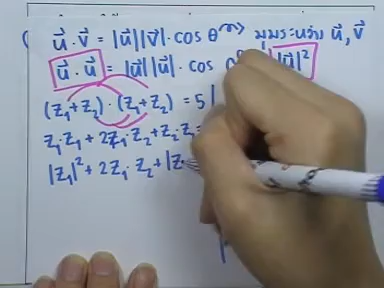 u⃗ · v⃗ = |u⃗||v⃗| · cos θ มุมระหว่าง u⃗, v⃗
u⃗ · u⃗ = |u⃗||u⃗| · cos 0° |u⃗|²
(z₁+z₂) · (z₁+z₂) = 5
z₁·z₁ + 2z₁·z₂ + z₂·z₂ =
|z₁|² + 2z₁·z₂ + |z